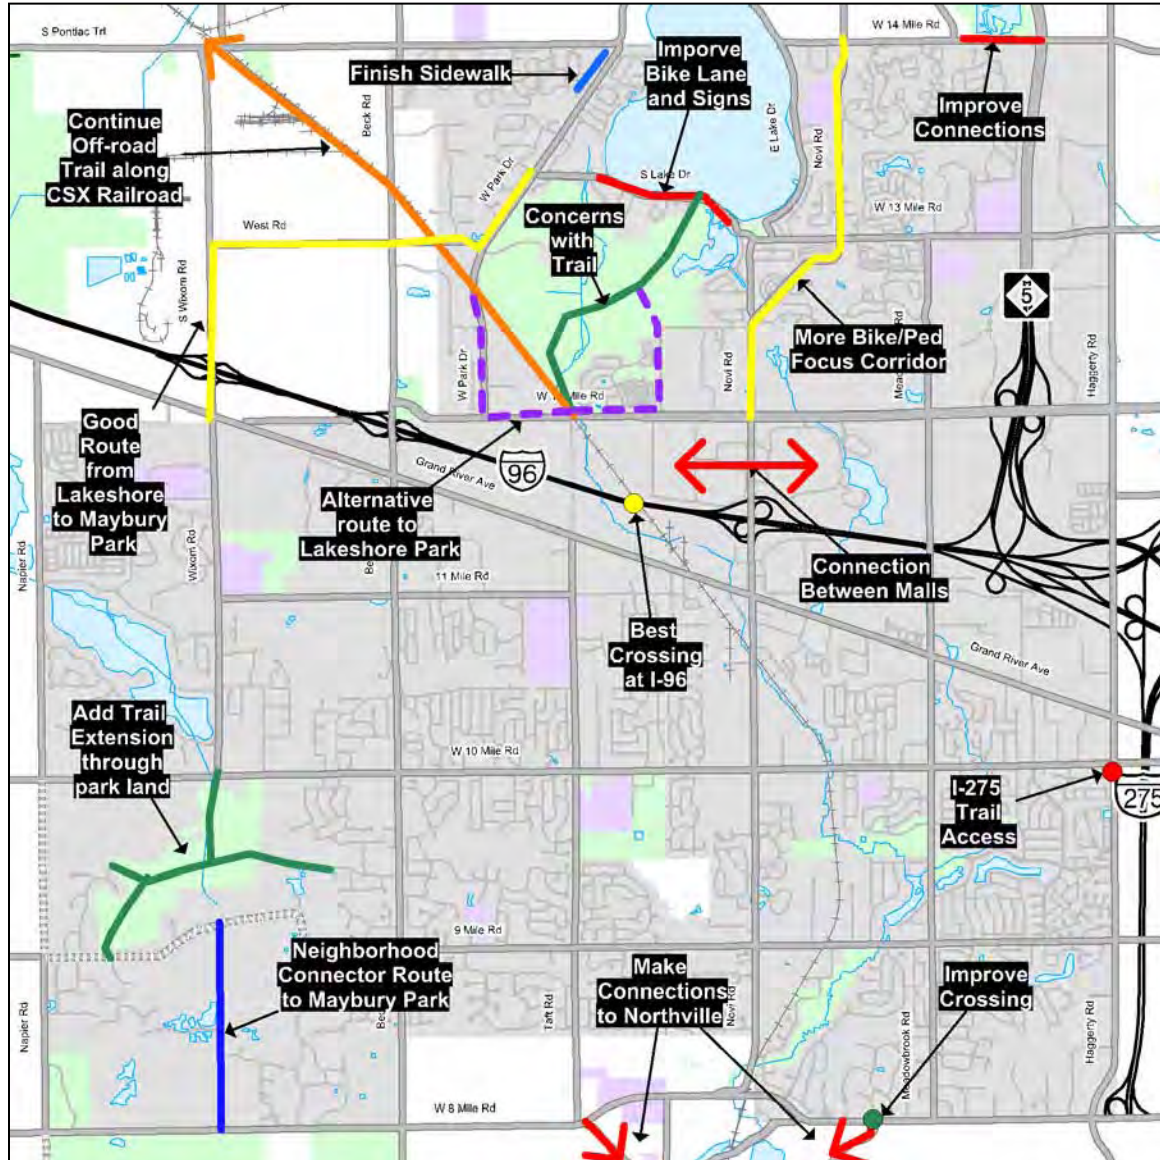 S Pontiac Trl
W 14 Mile Rd
Finish Sidewalk
Imporve
Bike Lane
and Signs
Improve
Connections
Continue
Off-road
Trail along
CSX Railroad
Beck Rd
E Lake Dr
Novi Rd
W Park Dr
S Lake Dr
W 13 Mile Rd
West Rd
Concerns
with
Trail
S Wixom Rd
5
More Bike/Ped
Focus Corridor
Haggerty Rd
W Park Dr
Novi Rd
Good
Route
from
Lakeshore
to Maybury
Park
96
Grand River Ave
Alternative
route to
Lakeshore Park
Connection
Between Malls
Napier Rd
Wixom Rd
11 Mile Rd
Best
Crossing
at I-96
Grand River Ave
Add Trail
Extension
through
park land
W 10 Mile Rd
I-275
Trail
Access
275
9 Mile Rd
Neighborhood
Connector Route
to Maybury Park
Make
Connections
to Northville
Improve
Crossing
Napier Rd
Taft Rd
Meadowbrook Rd
Haggerty Rd
W 8 Mile Rd